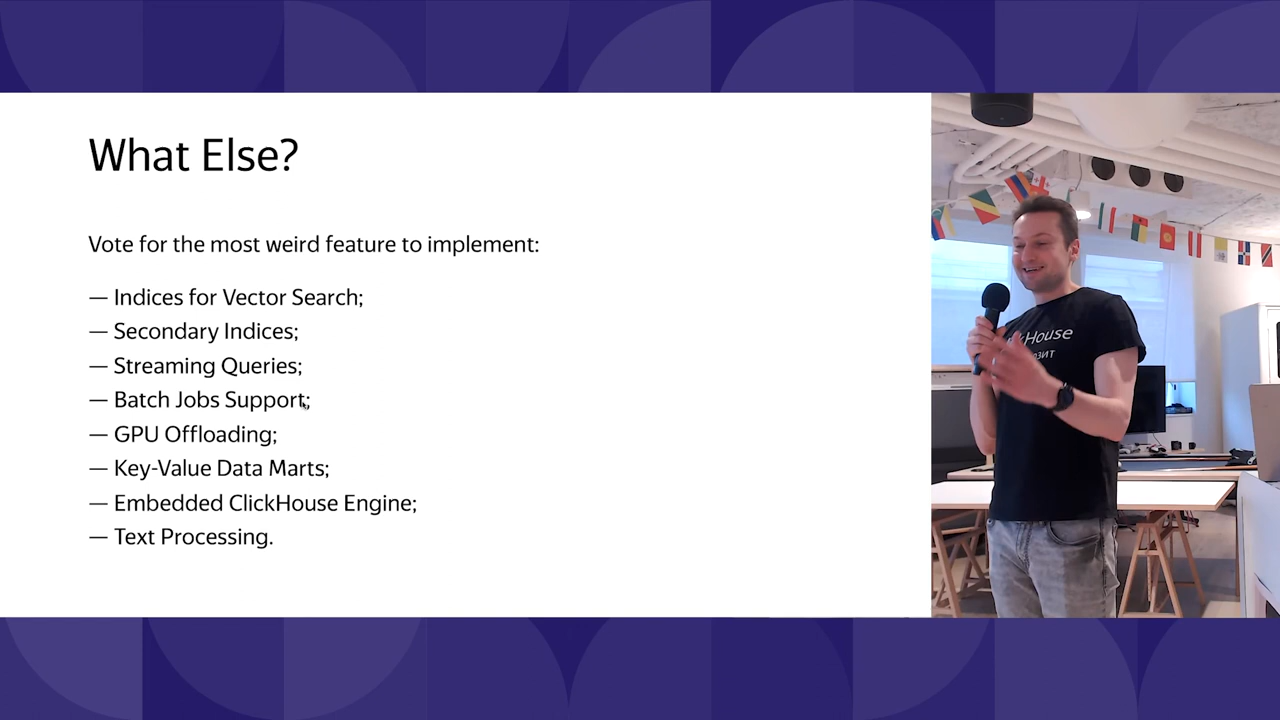 What Else?
Vote for the most weird feature to implement:
— Indices for Vector Search;
— Secondary Indices;
— Streaming Queries;
— Batch Jobs Support;
— GPU Offloading;
— Key-Value Data Marts;
— Embedded ClickHouse Engine;
— Text Processing.